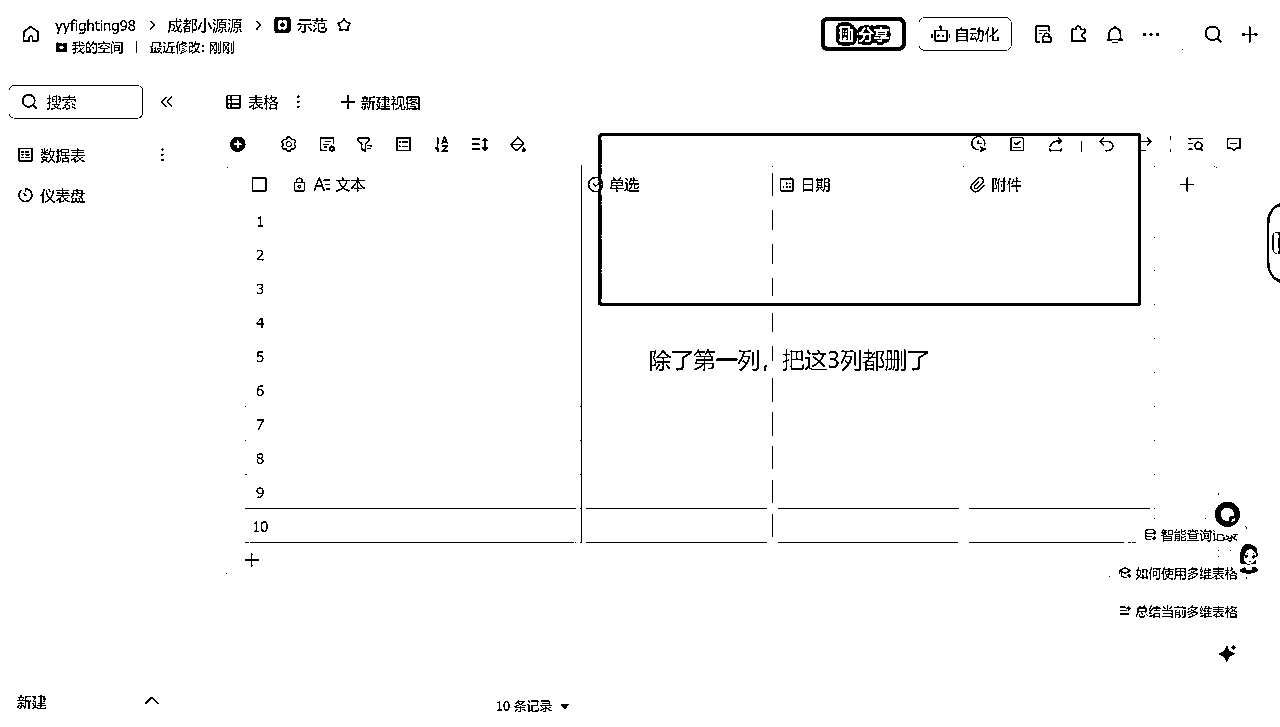 yyfighting98 > 成都小源源 > 示范
我的空间 | 最近修改: 刚刚
分享
自动化
搜索
表格
新建视图
数据表
仪表盘
文本
单选
日期
附件
1
2
3
4
5
除了第一列，把这3列都删了
6
7
8
9
10
智能查询记录
如何使用多维表格
总结当前多维表格
新建
10 条记录